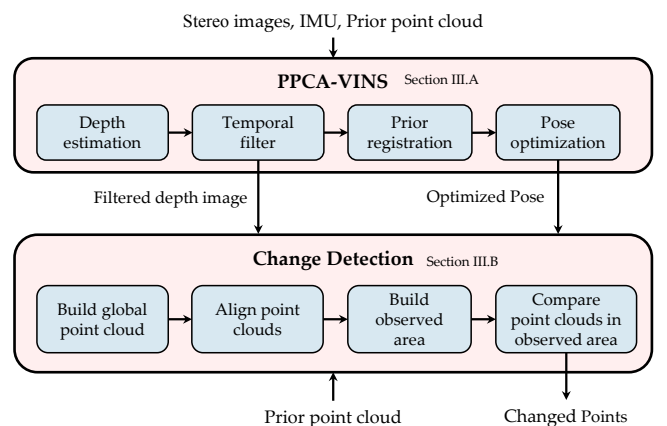 Stereo images, IMU, Prior point cloud
PPCA-VINS Section III.A
Depth
estimation
Temporal
filter
Prior
registration
Pose
optimization
Filtered depth image
Optimized Pose
Change Detection Section III.B
Build global
point cloud
Align point
clouds
Build
observed
area
Compare
point clouds in
observed area
Prior point cloud
Changed Points